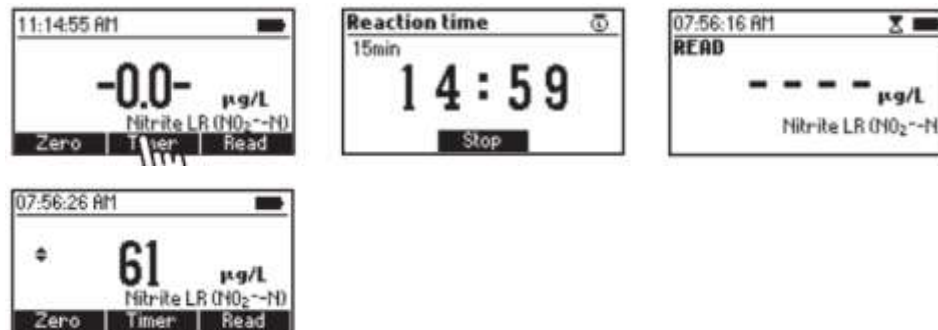 11:14:55 AM
-0.0- µg/L
Nitrite LR (NO₂⁻-N)
Zero Timer Read
Reaction time
15min
14:59
Stop
07:56:16 AM
READ
---- µg/L
Nitrite LR (NO₂⁻-N
07:56:26 AM
61 µg/L
Nitrite LR (NO₂⁻-N)
Zero Timer Read